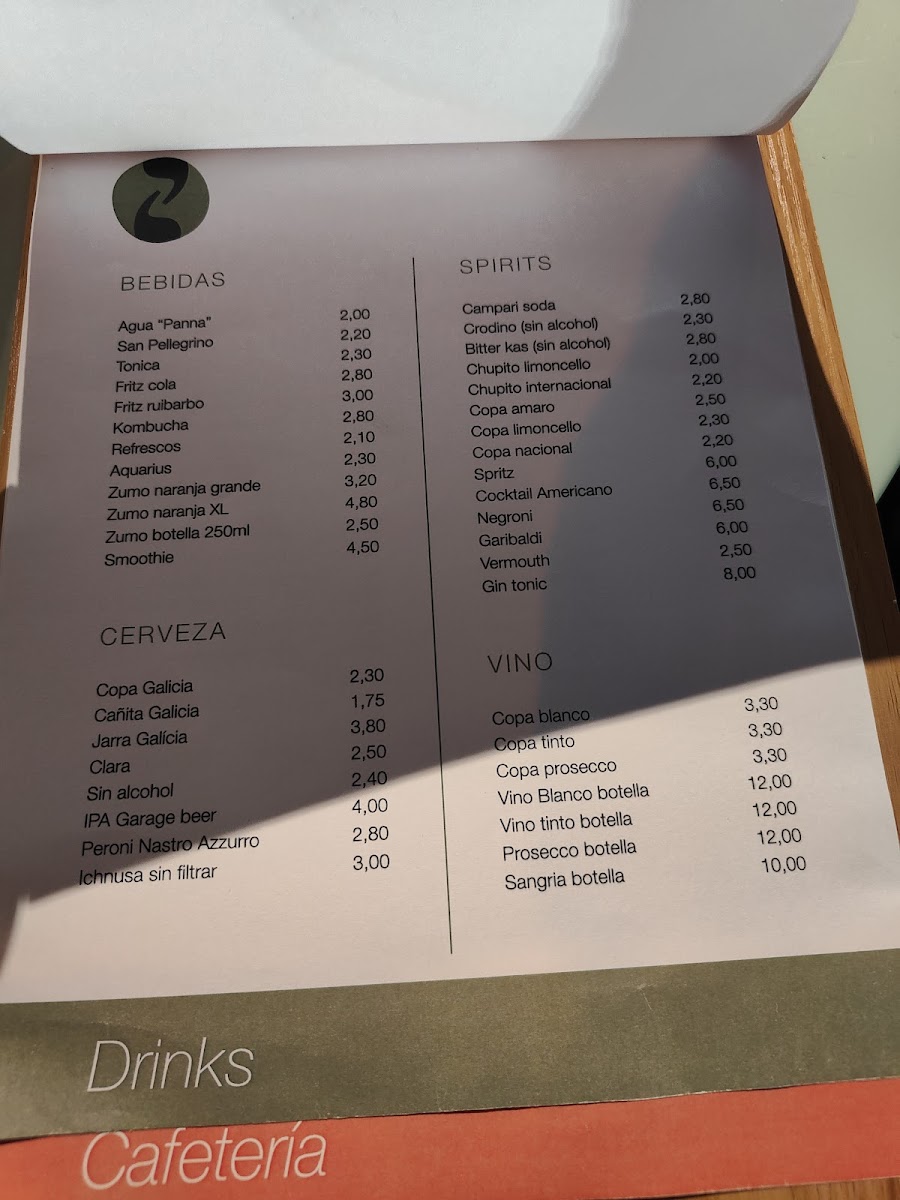 BEBIDAS
Agua “Panna” 2,00
San Pellegrino 2,20
Tonica 2,30
Fritz cola 2,80
Fritz ruibarbo 3,00
Kombucha 2,80
Refrescos 2,10
Aquarius 2,30
Zumo naranja grande 3,20
Zumo naranja XL 4,80
Zumo botella 250ml 2,50
Smoothie 4,50
CERVEZA
Copa Galicia 2,30
Cañita Galicia 1,75
Jarra Galícia 3,80
Clara 2,50
Sin alcohol 2,40
IPA Garage beer 4,00
Peroni Nastro Azzurro 2,80
Ichnusa sin filtrar 3,00
SPIRITS
Campari soda 2,80
Crodino (sin alcohol) 2,30
Bitter kas (sin alcohol) 2,80
Chupito limoncello 2,00
Chupito internacional 2,20
Copa amaro 2,50
Copa limoncello 2,30
Copa nacional 2,20
Spritz 6,00
Cocktail Americano 6,50
Negroni 6,50
Garibaldi 6,00
Vermouth 2,50
Gin tonic 8,00
VINO
Copa blanco 3,30
Copa tinto 3,30
Copa prosecco 3,30
Vino Blanco botella 12,00
Vino tinto botella 12,00
Prosecco botella 12,00
Sangria botella 10,00
Drinks
Cafetería